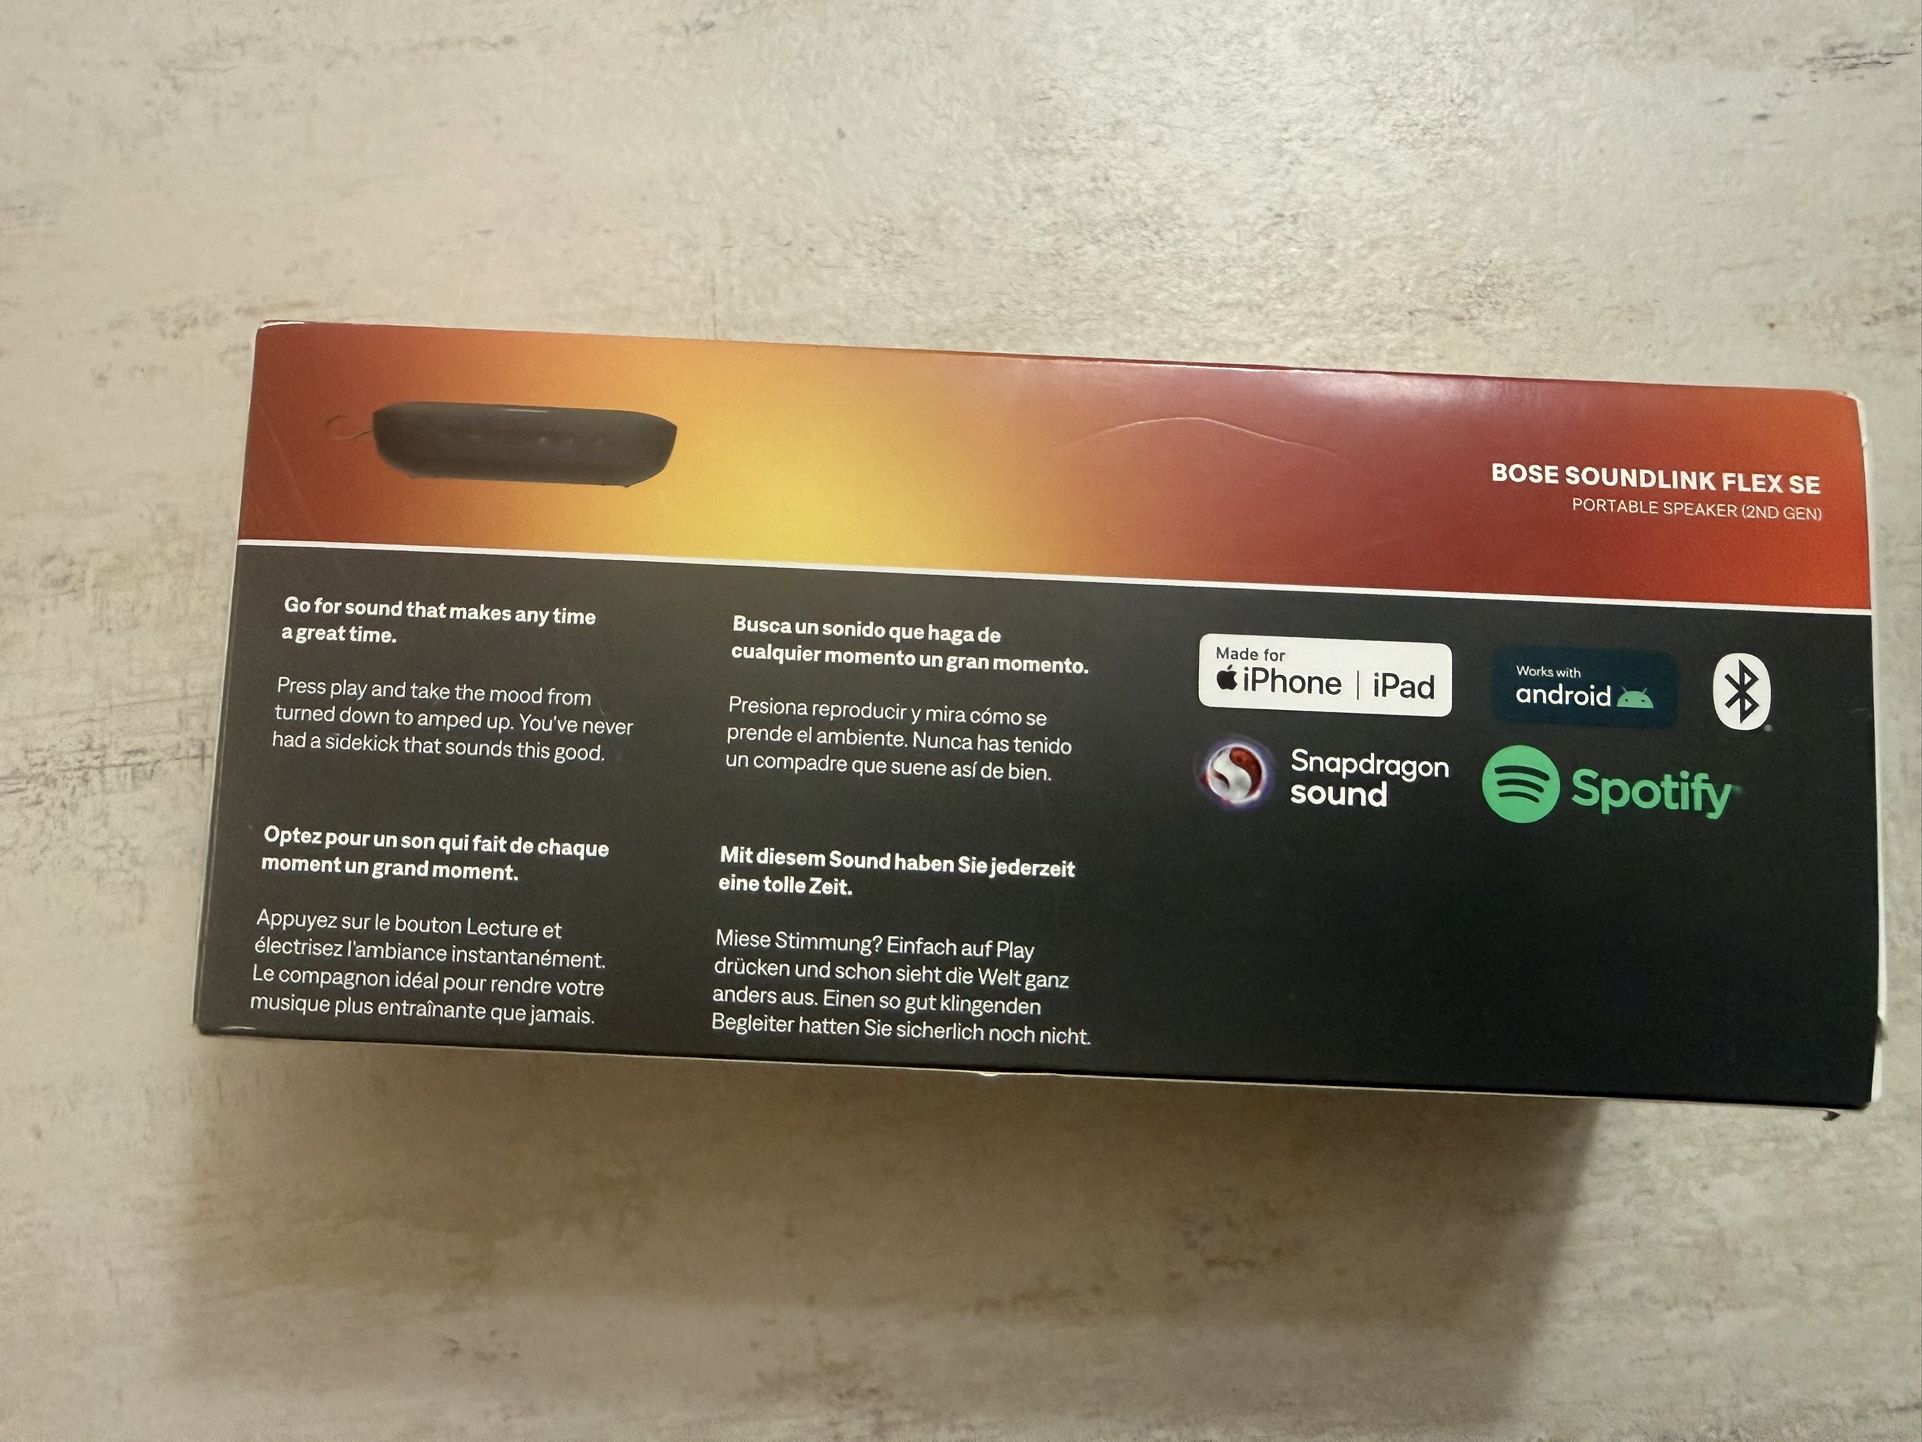 BOSE SOUNDLINK FLEX SE
PORTABLE SPEAKER (2ND GEN)
Go for sound that makes any time
a great time.
Press play and take the mood from
turned down to amped up. You've never
had a sidekick that sounds this good.
Busca un sonido que haga de
cualquier momento un gran momento.
Presiona reproducir y mira cómo se
prende el ambiente. Nunca has tenido
un compadre que suene así de bien.
Optez pour un son qui fait de chaque
moment un grand moment.
Appuyez sur le bouton Lecture et
électrisez l'ambiance instantanément.
Le compagnon idéal pour rendre votre
musique plus entraînante que jamais.
Mit diesem Sound haben Sie jederzeit
eine tolle Zeit.
Miese Stimmung? Einfach auf Play
drücken und schon sieht die Welt ganz
anders aus. Einen so gut klingenden
Begleiter hatten Sie sicherlich noch nicht.
Made for
iPhone | iPad
Works with
android
Snapdragon
sound
Spotify